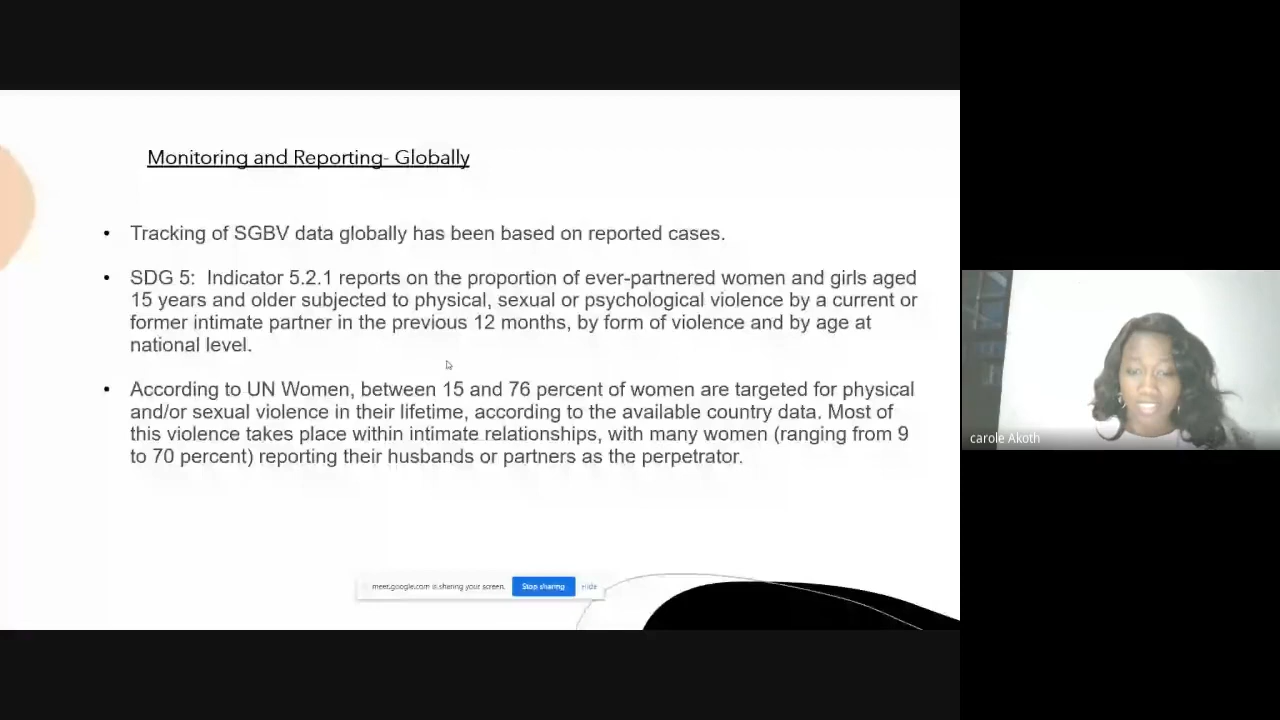 Monitoring and Reporting- Globally
• Tracking of SGBV data globally has been based on reported cases.
• SDG 5: Indicator 5.2.1 reports on the proportion of ever-partnered women and girls aged
15 years and older subjected to physical, sexual or psychological violence by a current or
former intimate partner in the previous 12 months, by form of violence and by age at
national level.
• According to UN Women, between 15 and 76 percent of women are targeted for physical
and/or sexual violence in their lifetime, according to the available country data. Most of
this violence takes place within intimate relationships, with many women (ranging from 9
to 70 percent) reporting their husbands or partners as the perpetrator.
carole Akoth
meet.google.com is sharing your screen. Stop sharing Hide